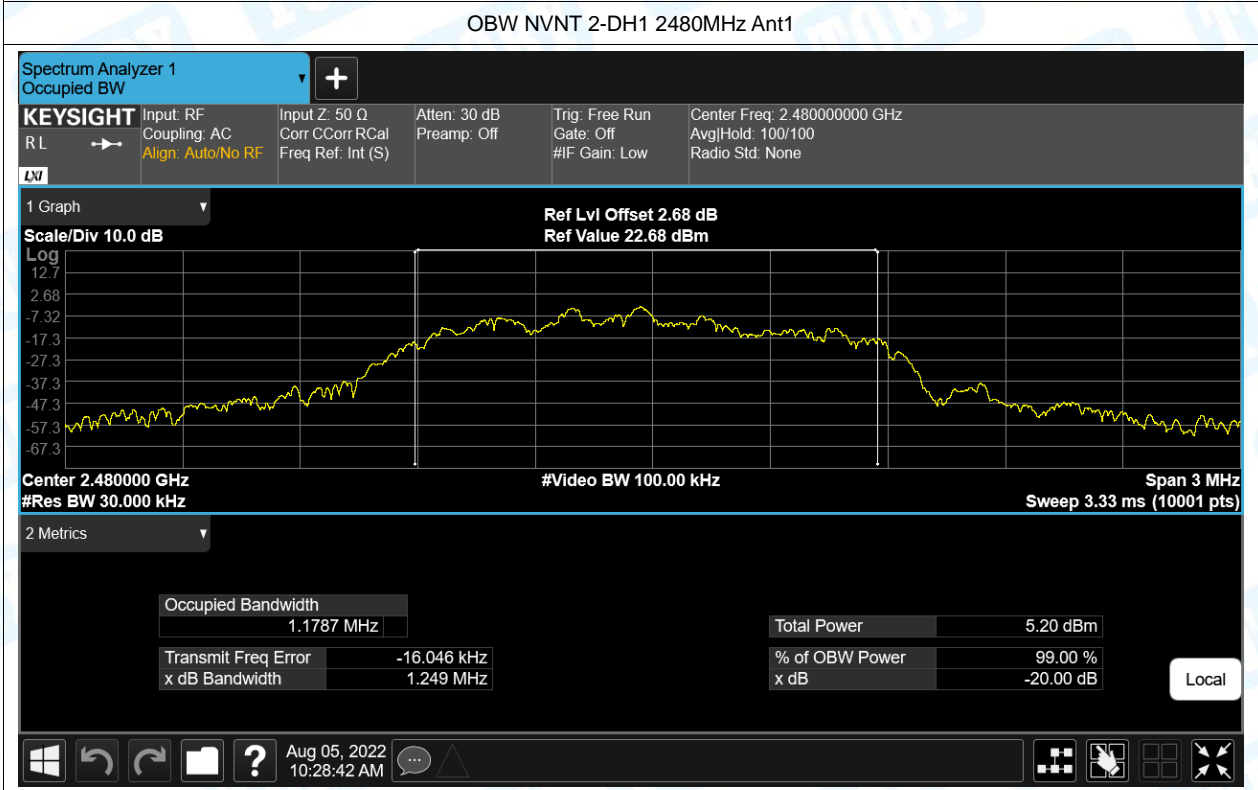 OBW NVNT 2-DH1 2480MHz Ant1
Spectrum Analyzer 1
Occupied BW
KEYSIGHT
RL
LXI
Input: RF
Coupling: AC
Align: Auto/No RF
Input Z: 50 Ω
Corr CCorr RCal
Freq Ref: Int (S)
Atten: 30 dB
Preamp: Off
Trig: Free Run
Gate: Off
#IF Gain: Low
Center Freq: 2.480000000 GHz
Avg|Hold: 100/100
Radio Std: None
1 Graph
Scale/Div 10.0 dB
Ref Lvl Offset 2.68 dB
Ref Value 22.68 dBm
Log
12.7
2.68
-7.32
-17.3
-27.3
-37.3
-47.3
-57.3
-67.3
Center 2.480000 GHz
#Video BW 100.00 kHz
Span 3 MHz
#Res BW 30.000 kHz
Sweep 3.33 ms (10001 pts)
2 Metrics
Occupied Bandwidth
1.1787 MHz
Total Power 5.20 dBm
Transmit Freq Error -16.046 kHz
% of OBW Power 99.00 %
x dB Bandwidth 1.249 MHz
x dB -20.00 dB
Local
?
Aug 05, 2022
10:28:42 AM